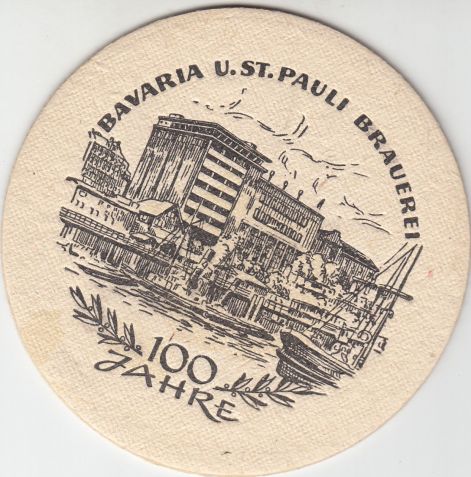 BAVARIA U. ST. PAULI BRAUEREI
100
JAHRE